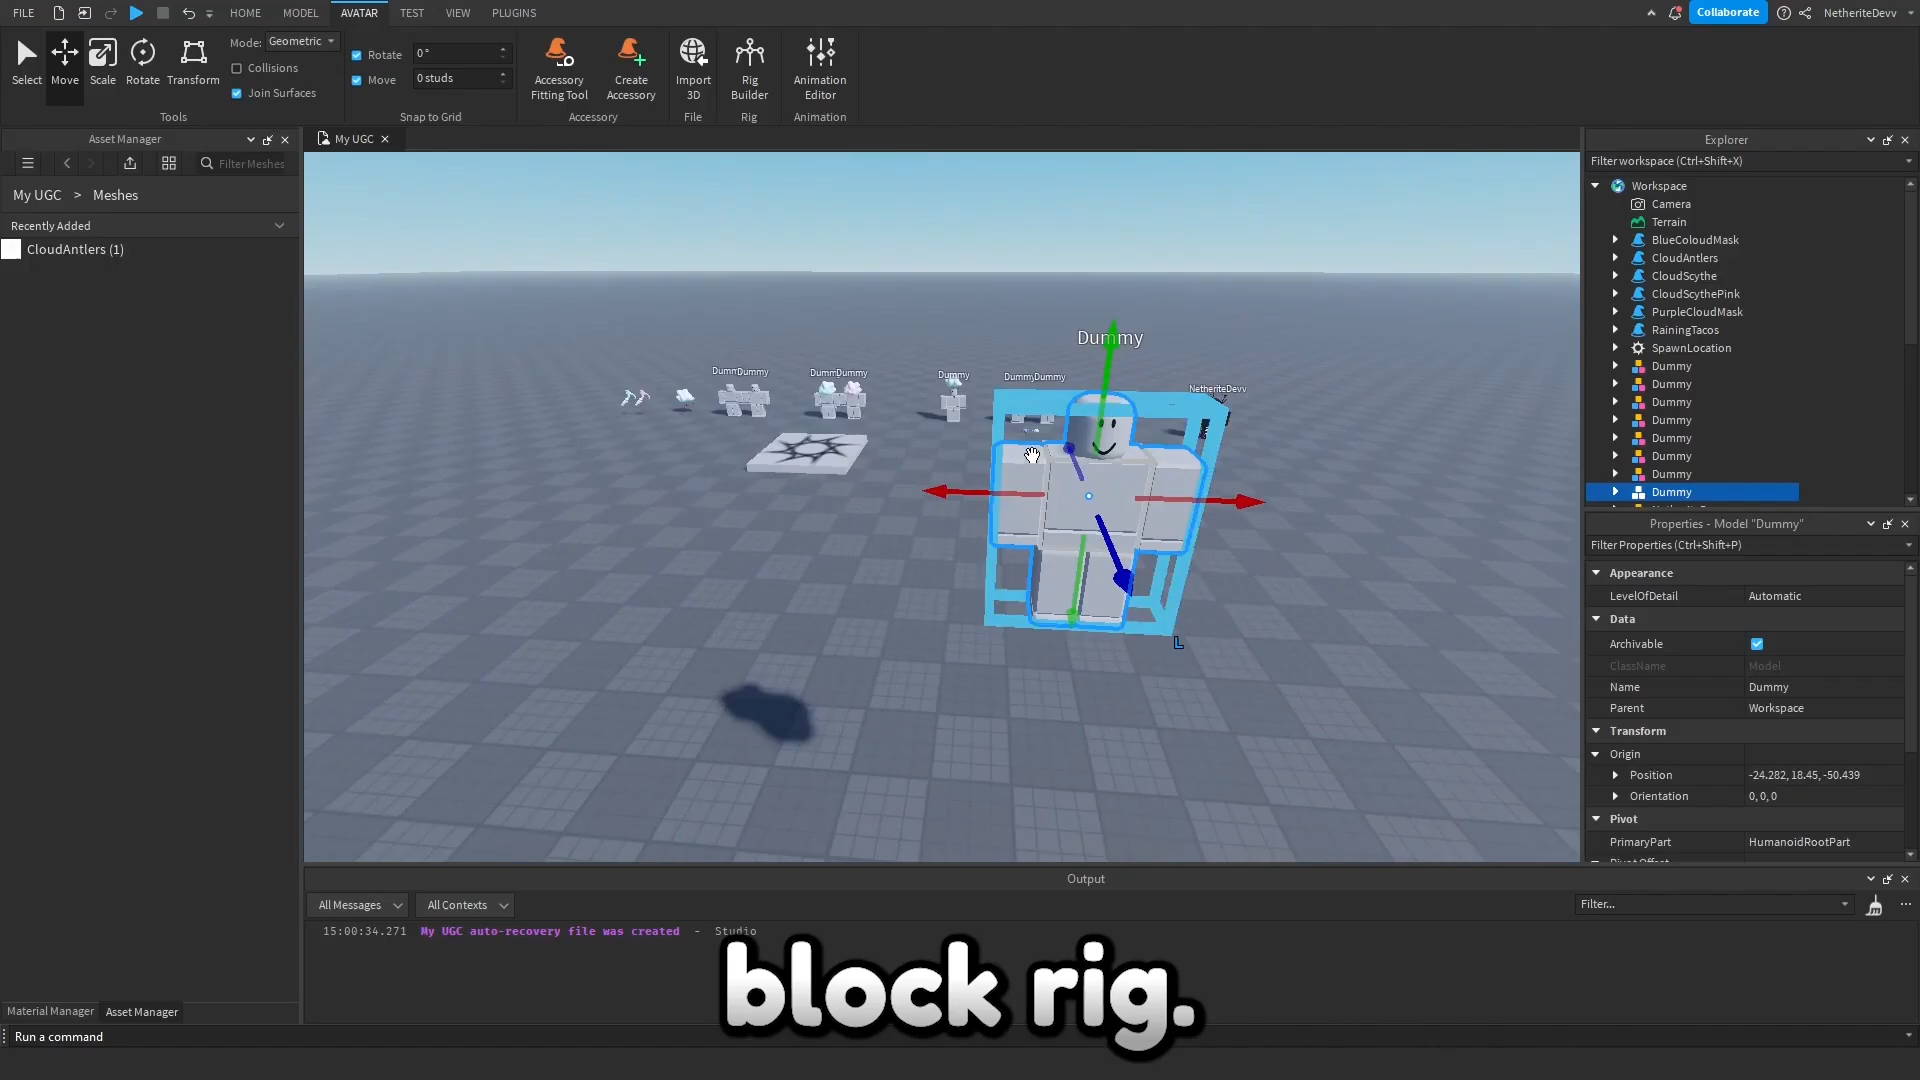 FILE HOME MODEL AVATAR TEST VIEW PLUGINS Collaborate NetheriteDevv
Select Move Scale Rotate Transform
Mode: Geometric
Collisions
Join Surfaces
Tools
Rotate 0 °
Move 0 studs
Snap to Grid
Accessory Fitting Tool
Create Accessory
Accessory
Import 3D
File
Rig Builder
Rig
Animation Editor
Animation
Asset Manager
Filter Meshes
My UGC > Meshes
Recently Added
CloudAntlers (1)
Material Manager Asset Manager
My UGC
Dummy
Dummy
Dummy
Dummy
NetheriteDevv
Explorer
Filter workspace (Ctrl+Shift+X)
Workspace
Camera
Terrain
BlueColoudMask
CloudAntlers
CloudScythe
CloudScythePink
PurpleCloudMask
RainingTacos
SpawnLocation
Dummy
Dummy
Dummy
Dummy
Dummy
Dummy
Dummy
Dummy
Properties - Model "Dummy"
Filter Properties (Ctrl+Shift+P)
Appearance
LevelOfDetail Automatic
Data
Archivable
ClassName Model
Name Dummy
Parent Workspace
Transform
Origin
Position -24.282, 18.45, -50.439
Orientation 0, 0, 0
Pivot
PrimaryPart HumanoidRootPart
Output
All Messages All Contexts Filter...
15:00:34.271 My UGC auto-recovery file was created - Studio
block rig.
Run a command